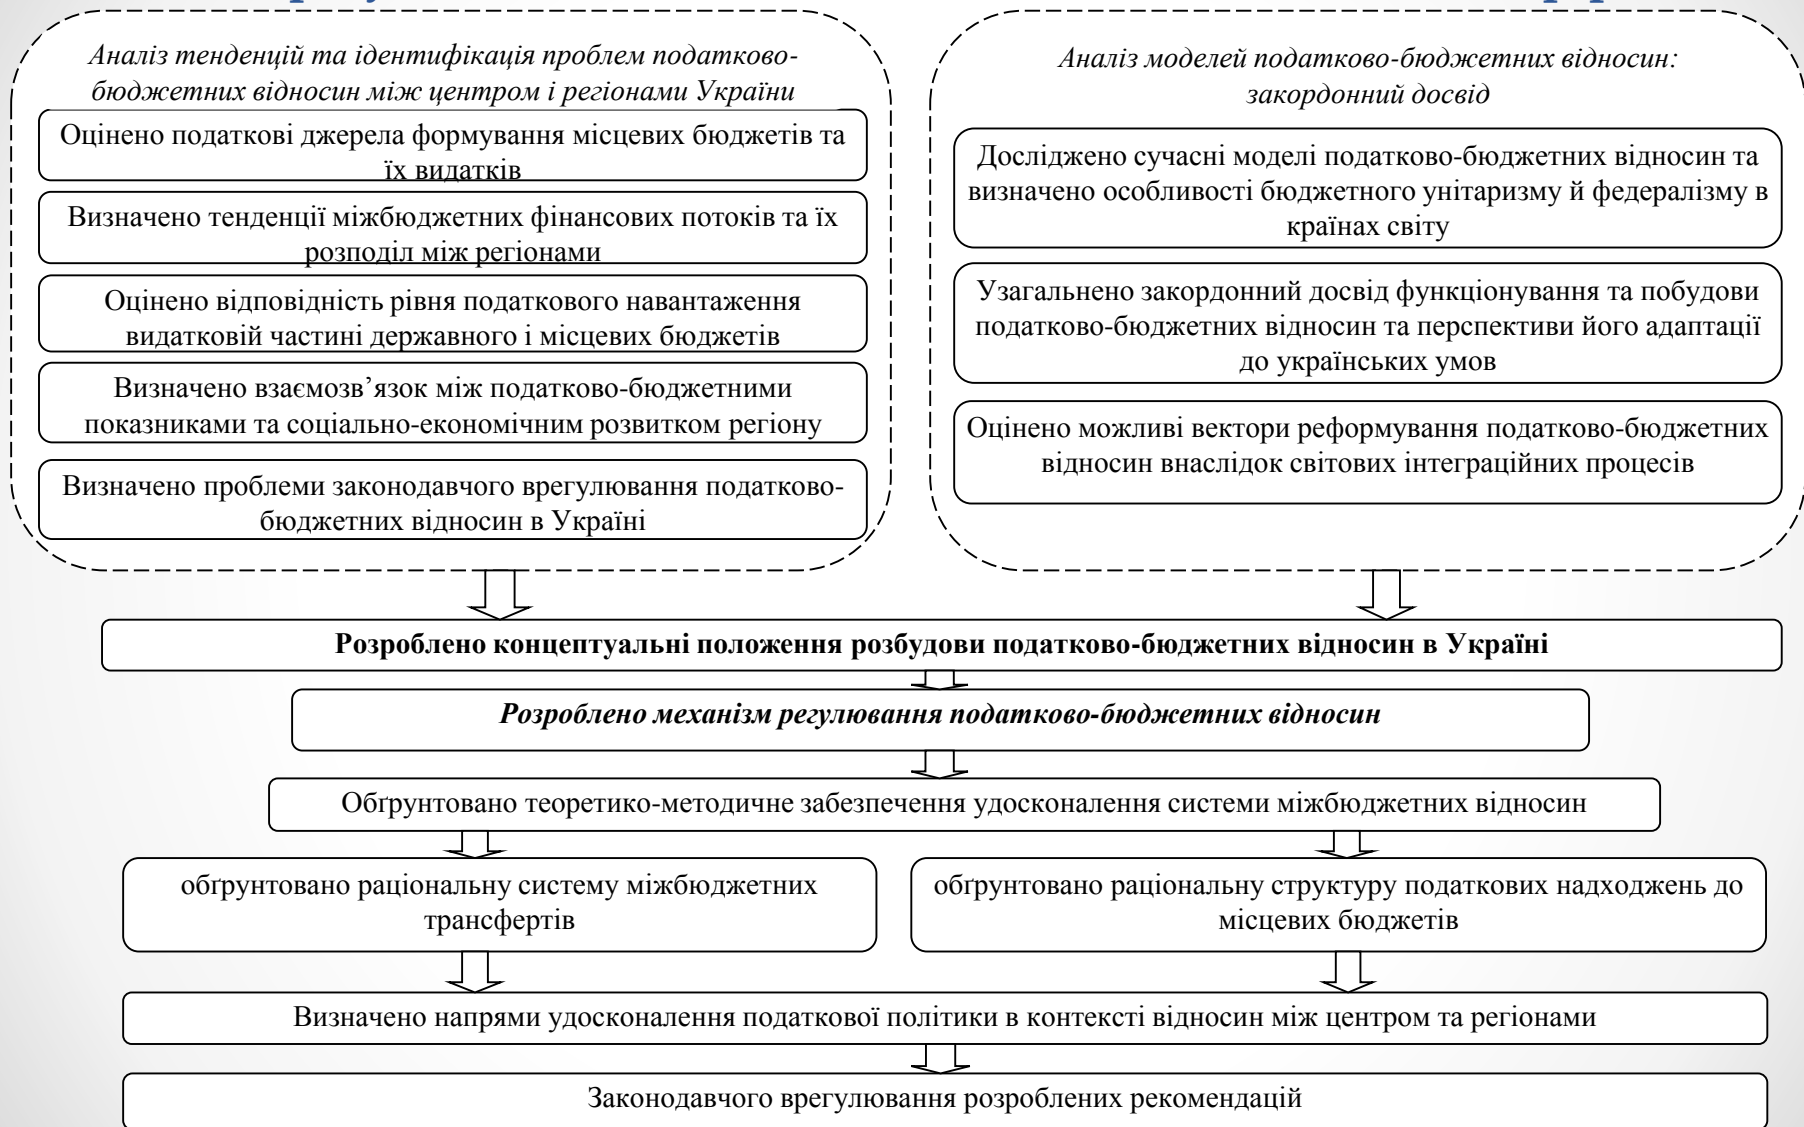 Аналіз тенденцій та ідентифікація проблем податково-
бюджетних відносин між центром і регіонами України
Оцінено податкові джерела формування місцевих бюджетів та
їх видатків
Визначено тенденції міжбюджетних фінансових потоків та їх
розподіл між регіонами
Оцінено відповідність рівня податкового навантаження
видатковій частині державного і місцевих бюджетів
Визначено взаємозв’язок між податково-бюджетними
показниками та соціально-економічним розвитком регіону
Визначено проблеми законодавчого врегулювання податково-
бюджетних відносин в Україні
Аналіз моделей податково-бюджетних відносин:
закордонний досвід
Досліджено сучасні моделі податково-бюджетних відносин та
визначено особливості бюджетного унітаризму й федералізму в
країнах світу
Узагальнено закордонний досвід функціонування та побудови
податково-бюджетних відносин та перспективи його адаптації
до українських умов
Оцінено можливі вектори реформування податково-бюджетних
відносин внаслідок світових інтеграційних процесів
Розроблено концептуальні положення розбудови податково-бюджетних відносин в Україні
Розроблено механізм регулювання податково-бюджетних відносин
Обґрунтовано теоретико-методичне забезпечення удосконалення системи міжбюджетних відносин
обґрунтовано раціональну систему міжбюджетних
трансфертів
обґрунтовано раціональну структуру податкових надходжень до
місцевих бюджетів
Визначено напрями удосконалення податкової політики в контексті відносин між центром та регіонами
Законодавчого врегулювання розроблених рекомендацій